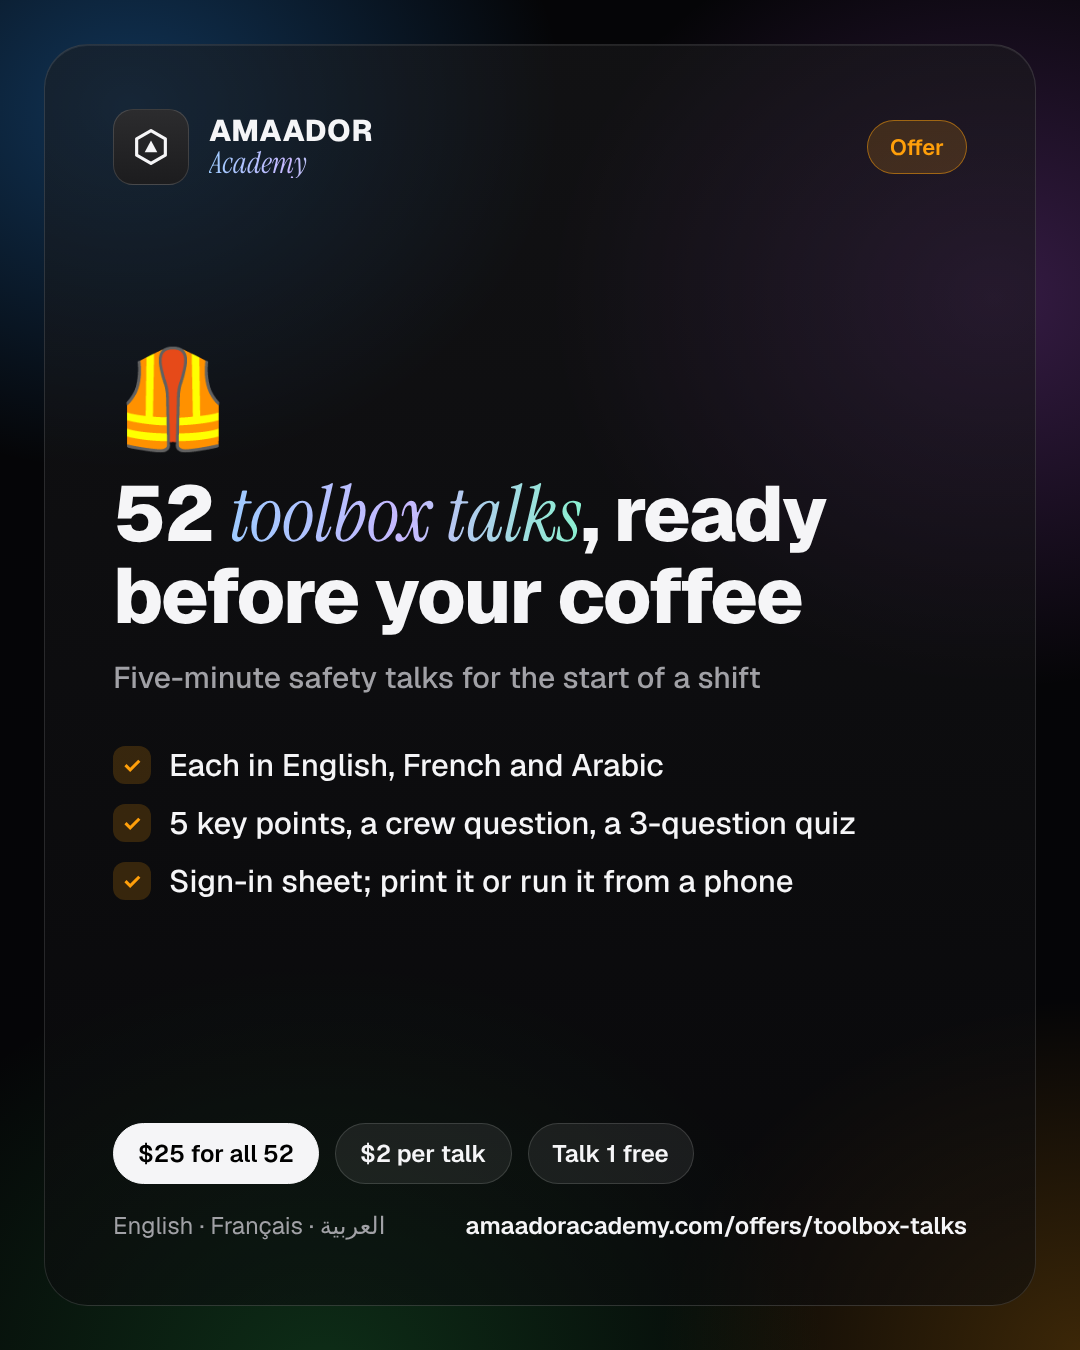 AMAADOR
Academy
Offer
52 toolbox talks, ready
before your coffee
Five-minute safety talks for the start of a shift
Each in English, French and Arabic
5 key points, a crew question, a 3-question quiz
Sign-in sheet; print it or run it from a phone
$25 for all 52
$2 per talk
Talk 1 free
English · Français · العربية
amaadoracademy.com/offers/toolbox-talks